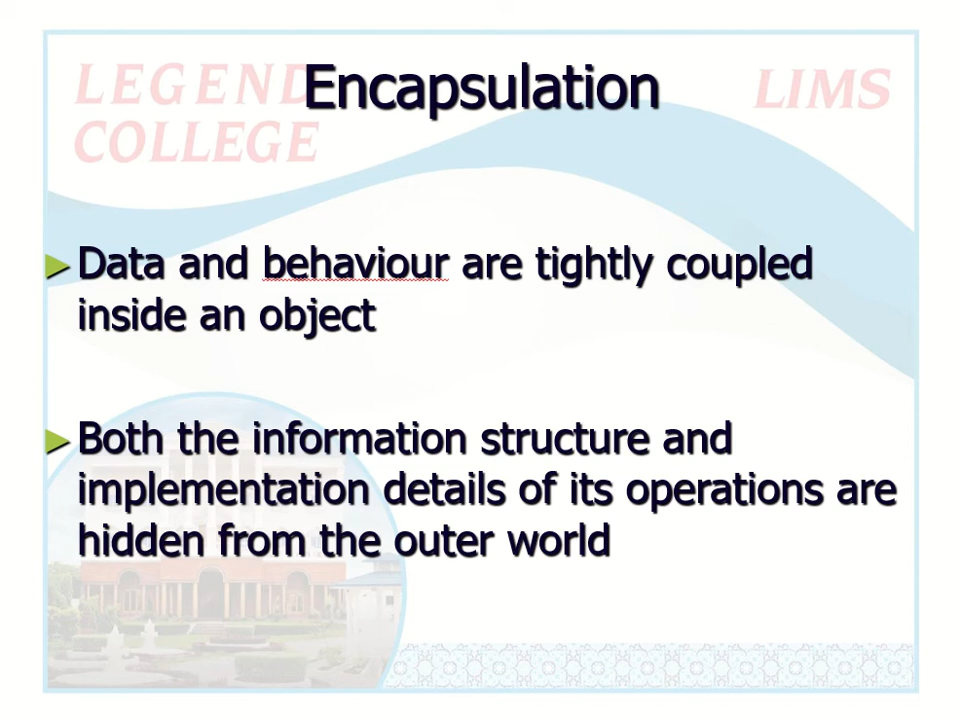 Encapsulation
LEGEND
COLLEGE
LIMS
►Data and behaviour are tightly coupled
inside an object
►Both the information structure and
implementation details of its operations are
hidden from the outer world